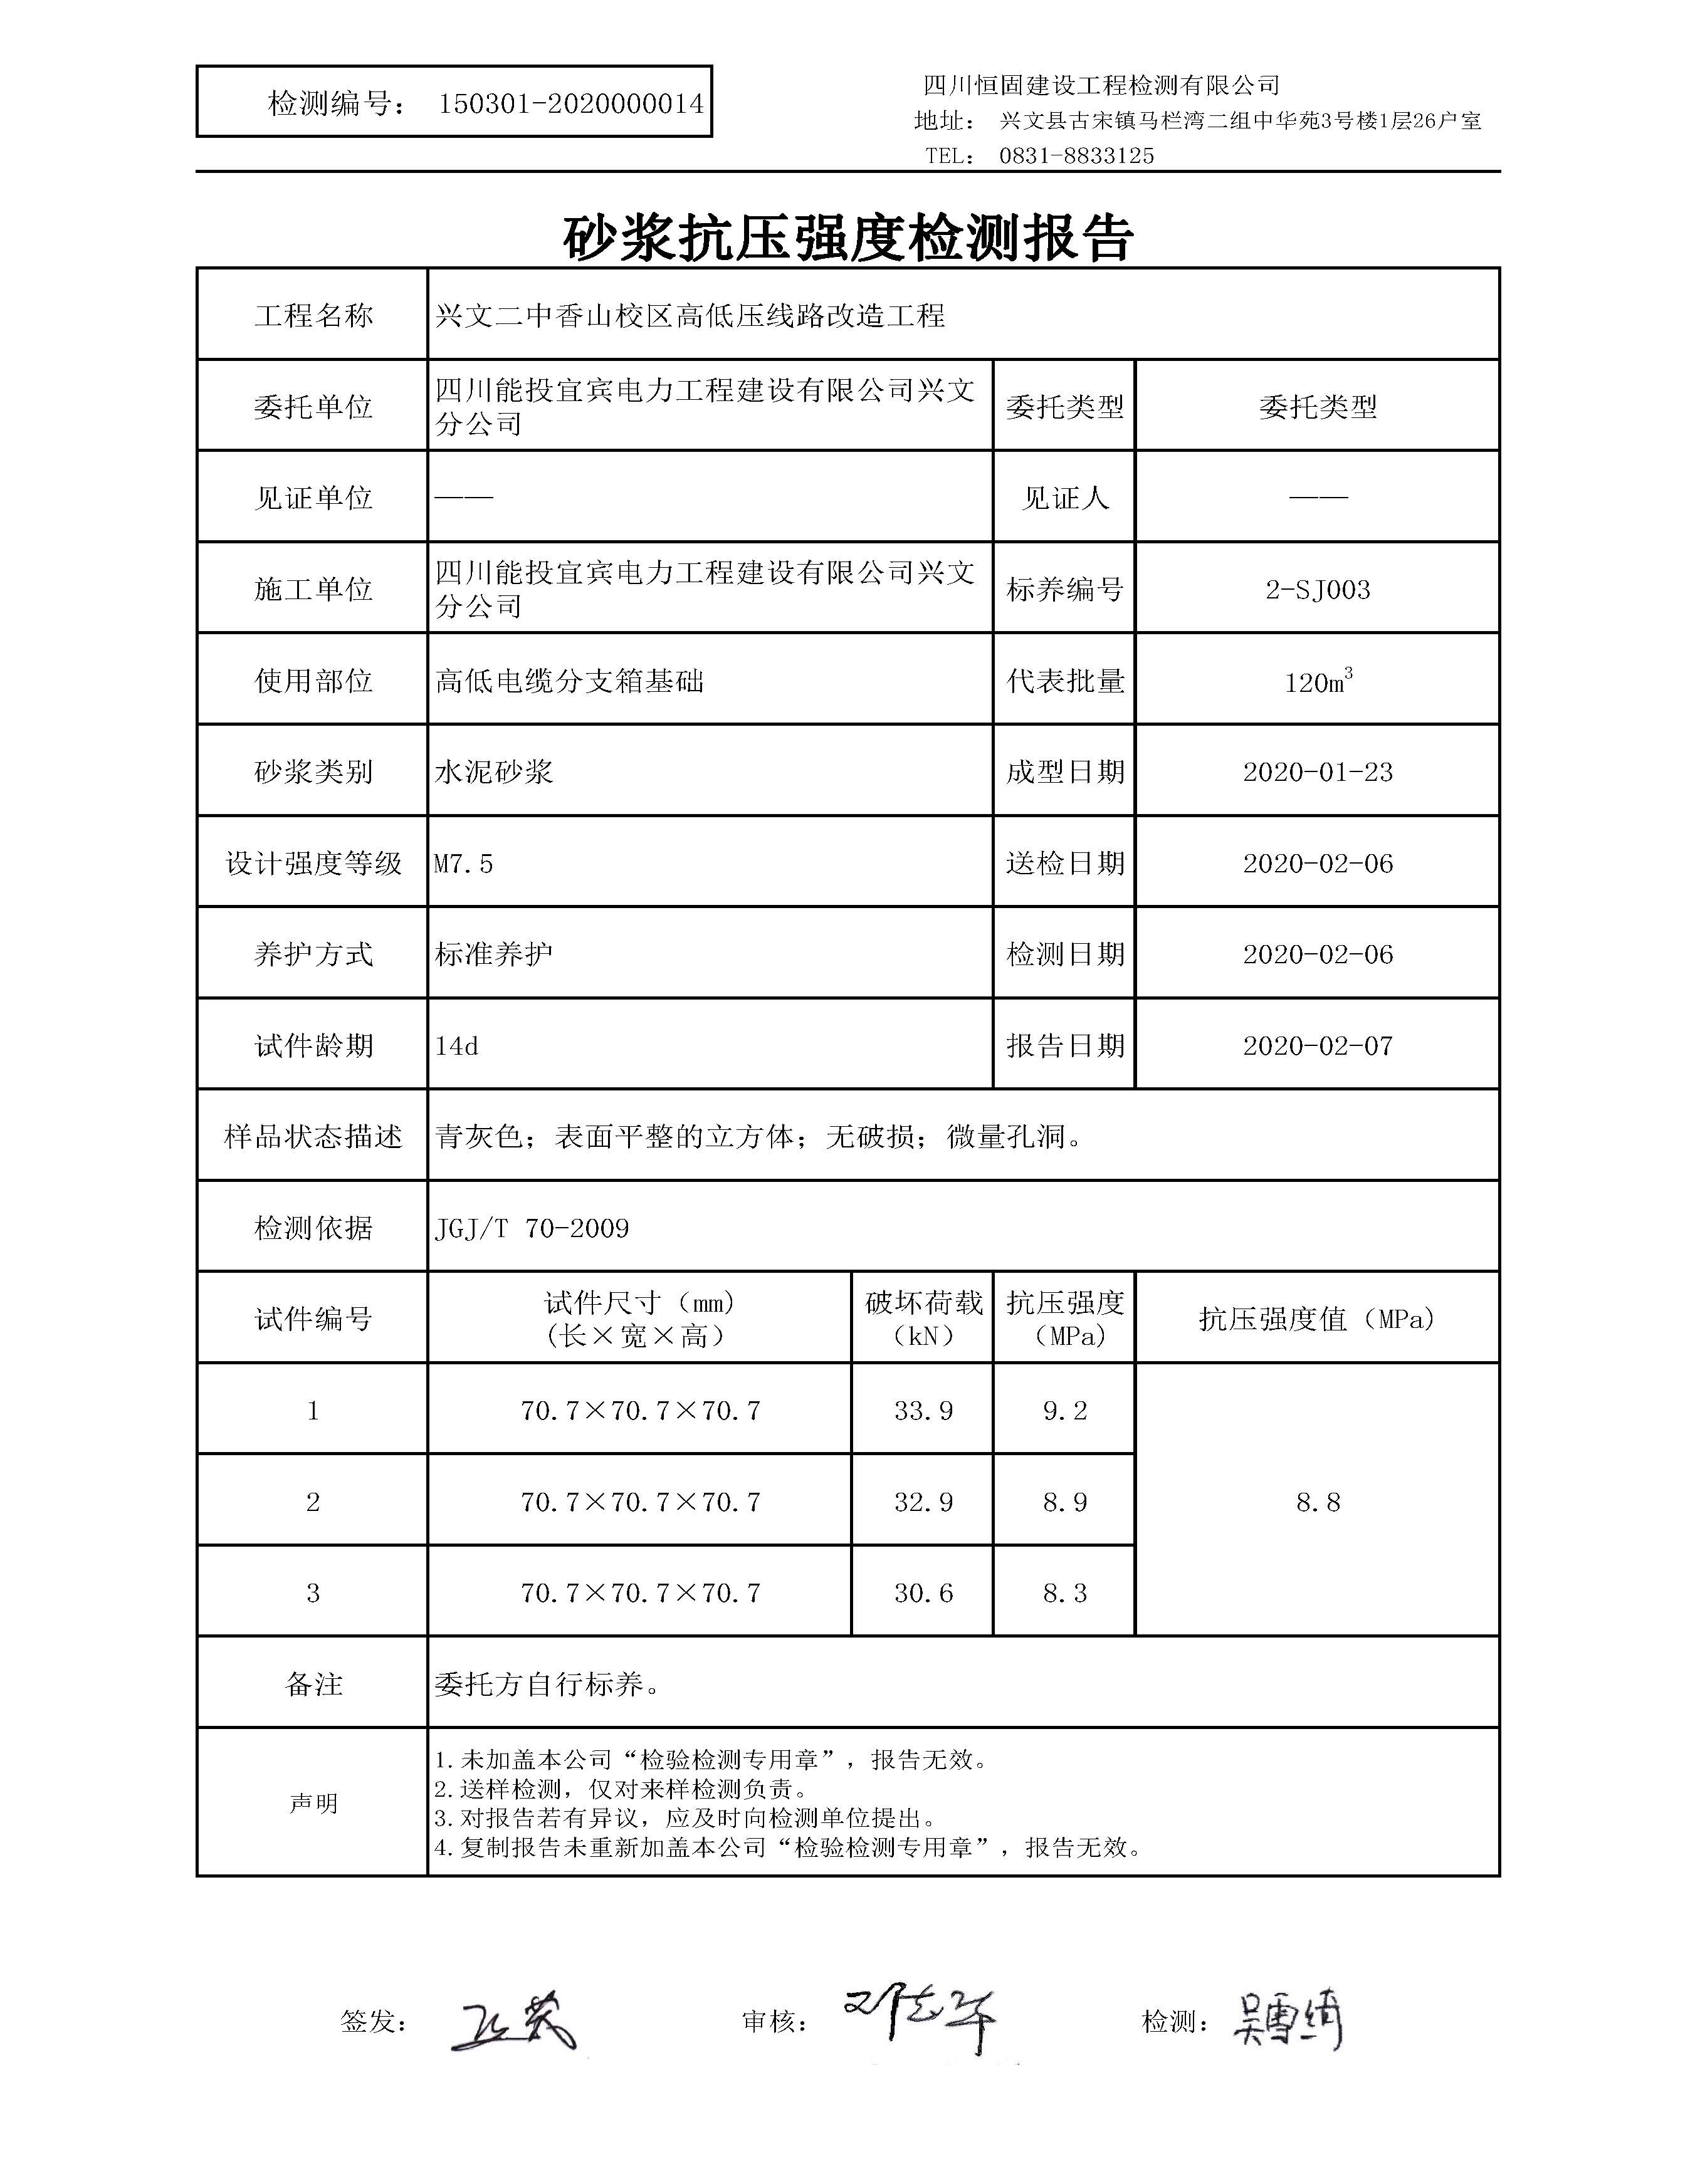 检测编号： 150301-2020000014
四川恒固建设工程检测有限公司
地址： 兴文县古宋镇马栏湾二组中华苑3号楼1层26户室
TEL： 0831-8833125
砂浆抗压强度检测报告
工程名称 兴文二中香山校区高低压线路改造工程
委托单位 四川能投宜宾电力工程建设有限公司兴文
分公司 委托类型 委托类型
见证单位 —— 见证人 ——
施工单位 四川能投宜宾电力工程建设有限公司兴文
分公司 标养编号 2-SJ003
使用部位 高低电缆分支箱基础 代表批量 120m³
砂浆类别 水泥砂浆 成型日期 2020-01-23
设计强度等级 M7.5 送检日期 2020-02-06
养护方式 标准养护 检测日期 2020-02-06
试件龄期 14d 报告日期 2020-02-07
样品状态描述 青灰色；表面平整的立方体；无破损；微量孔洞。
检测依据 JGJ/T 70-2009
试件编号 试件尺寸（mm)
(长×宽×高） 破坏荷载
（kN） 抗压强度
（MPa) 抗压强度值（MPa)
1 70.7×70.7×70.7 33.9 9.2
2 70.7×70.7×70.7 32.9 8.9 8.8
3 70.7×70.7×70.7 30.6 8.3
备注 委托方自行标养。
声明
1.未加盖本公司“检验检测专用章”，报告无效。
2.送样检测，仅对来样检测负责。
3.对报告若有异议，应及时向检测单位提出。
4.复制报告未重新加盖本公司“检验检测专用章”，报告无效。
签发： 审核： 检测：吴雪绮